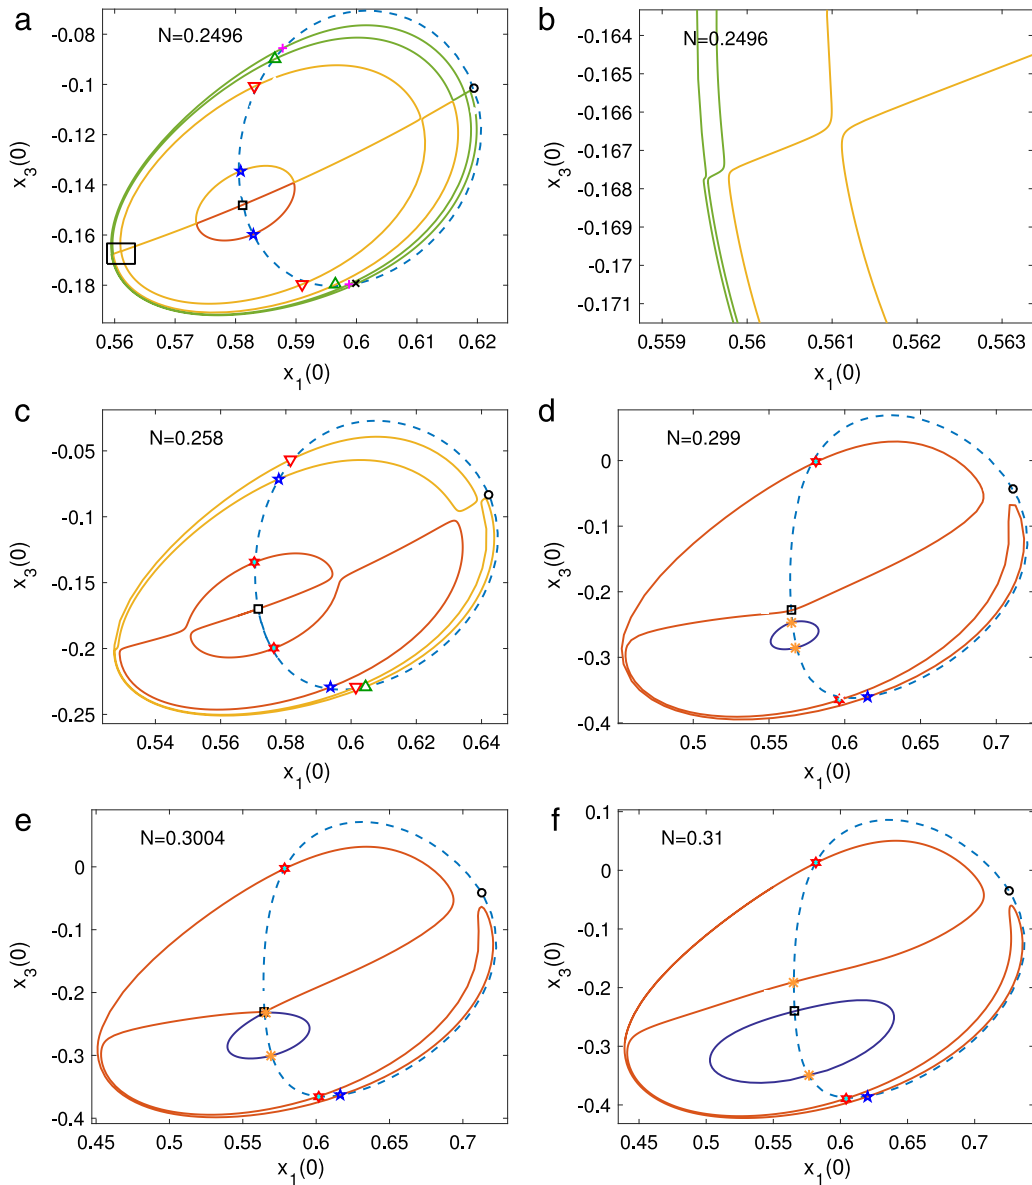 a
N=0.2496
-0.08
-0.1
-0.12
-0.14
-0.16
-0.18
x3(0)
0.56 0.57 0.58 0.59 0.6 0.61 0.62
x1(0)
b
N=0.2496
-0.164
-0.165
-0.166
-0.167
-0.168
-0.169
-0.17
-0.171
x3(0)
0.559 0.56 0.561 0.562 0.563
x1(0)
c
N=0.258
-0.05
-0.1
-0.15
-0.2
-0.25
x3(0)
0.54 0.56 0.58 0.6 0.62 0.64
x1(0)
d
N=0.299
0
-0.1
-0.2
-0.3
-0.4
x3(0)
0.5 0.55 0.6 0.65 0.7
x1(0)
e
N=0.3004
0
-0.1
-0.2
-0.3
-0.4
x3(0)
0.45 0.5 0.55 0.6 0.65 0.7
x1(0)
f
N=0.31
0.1
0
-0.1
-0.2
-0.3
-0.4
x3(0)
0.45 0.5 0.55 0.6 0.65 0.7
x1(0)